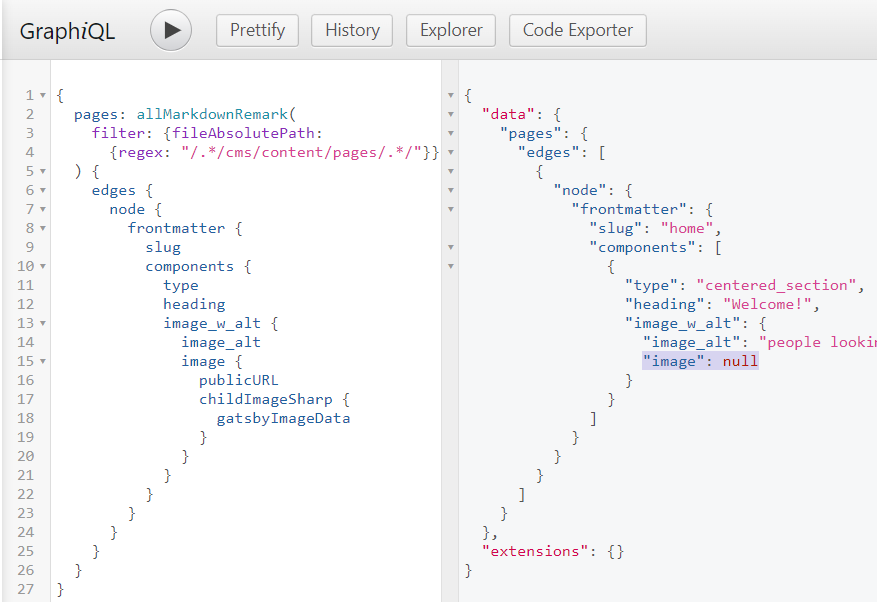 GraphiQL Prettify History Explorer Code Exporter
1 {
2 pages: allMarkdownRemark(
3 filter: {fileAbsolutePath:
4 {regex: "/.*/cms/content/pages/.*/"}}
5 ) {
6 edges {
7 node {
8 frontmatter {
9 slug
10 components {
11 type
12 heading
13 image_w_alt {
14 image_alt
15 image {
16 publicURL
17 childImageSharp {
18 gatsbyImageData
19 }
20 }
21 }
22 }
23 }
24 }
25 }
26 }
27 }
{
"data": {
"pages": {
"edges": [
{
"node": {
"frontmatter": {
"slug": "home",
"components": [
{
"type": "centered_section",
"heading": "Welcome!",
"image_w_alt": {
"image_alt": "people lookin
"image": null
}
}
]
}
}
}
]
}
},
"extensions": {}
}